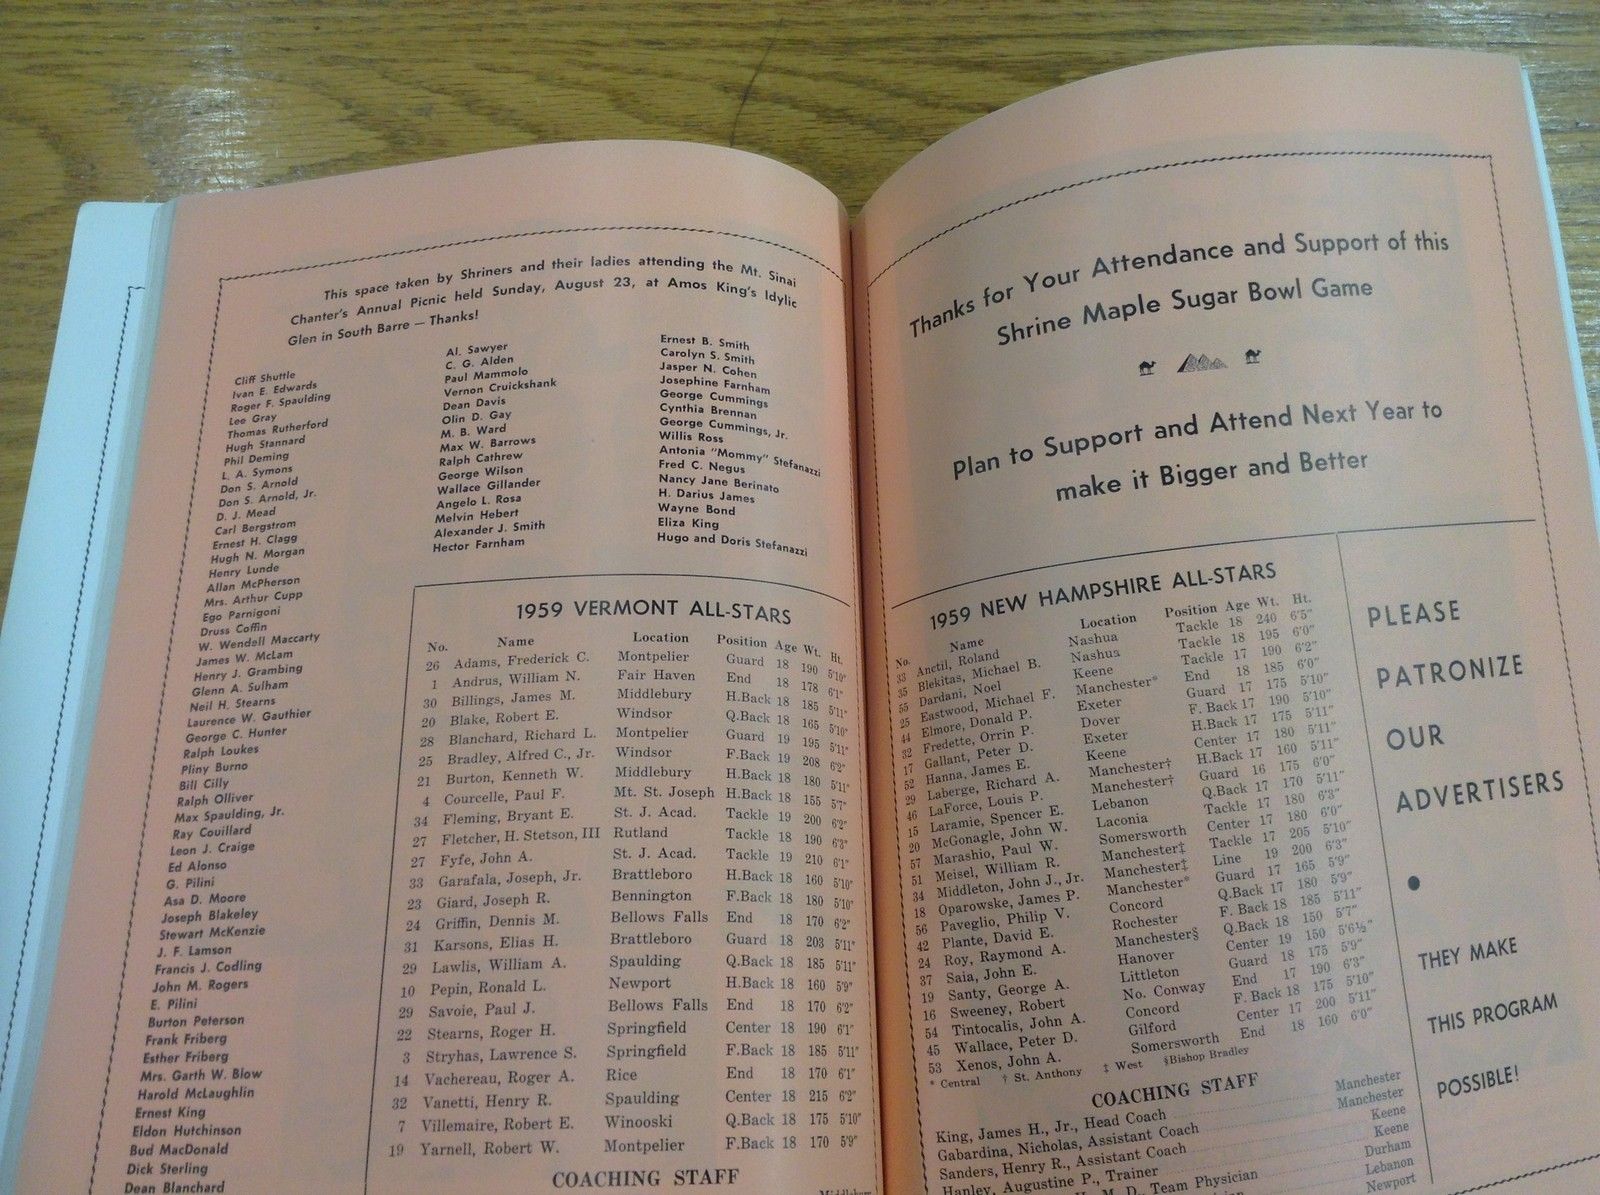 This space taken by Shriners and their ladies attending the Mt. Sinai
Chanter's Annual Picnic held Sunday, August 23, at Amos King's Idylic
Glen in South Barre — Thanks!
Cliff Shuttle
Ivan E. Edwards
Roger F. Spaulding
Lee Gray
Thomas Rutherford
Hugh Stannard
Phil Deming
L. A. Symons
Don S. Arnold
Don S. Arnold, Jr.
D. J. Mead
Carl Bergstrom
Ernest H. Clagg
Hugh N. Morgan
Henry Lunde
Allan McPherson
Mrs. Arthur Cupp
Ego Parnigoni
Druss Coffin
W. Wendell Maccarty
James W. McLam
Henry J. Grambing
Glenn A. Sulham
Neil H. Stearns
Laurence W. Gauthier
George C. Hunter
Ralph Loukes
Pliny Burno
Bill Cilly
Ralph Olliver
Max Spaulding, Jr.
Ray Couillard
Leon J. Craige
Ed Alonso
G. Pilini
Asa D. Moore
Joseph Blakeley
Stewart McKenzie
J. F. Lamson
Francis J. Codling
John M. Rogers
E. Pilini
Burton Peterson
Frank Friberg
Esther Friberg
Mrs. Garth W. Blow
Harold McLaughlin
Ernest King
Eldon Hutchinson
Bud MacDonald
Dick Sterling
Dean Blanchard
Al. Sawyer
C. G. Alden
Paul Mammolo
Vernon Cruickshank
Dean Davis
Olin D. Gay
M. B. Ward
Max W. Barrows
Ralph Cathrew
George Wilson
Wallace Gillander
Angelo L. Rosa
Melvin Hebert
Alexander J. Smith
Hector Farnham
Ernest B. Smith
Carolyn S. Smith
Jasper N. Cohen
Josephine Farnham
George Cummings
Cynthia Brennan
George Cummings, Jr.
Willis Ross
Antonia "Mommy" Stefanazzi
Fred C. Negus
Nancy Jane Berinato
H. Darius James
Wayne Bond
Eliza King
Hugo and Doris Stefanazzi
1959 VERMONT ALL-STARS
No. Name Location Position Age Wt. Ht.
26 Adams, Frederick C. Montpelier Guard 18 190 5'10"
1 Andrus, William N. Fair Haven End 18 178 6'1"
30 Billings, James M. Middlebury H.Back 18 185 5'11"
20 Blake, Robert E. Windsor Q.Back 18 165 5'10"
28 Blanchard, Richard L. Montpelier Guard 19 195 5'11"
25 Bradley, Alfred C., Jr. Windsor F.Back 19 208 6'2"
21 Burton, Kenneth W. Middlebury H.Back 18 180 5'11"
4 Courcelle, Paul F. Mt. St. Joseph H.Back 18 155 5'7"
34 Fleming, Bryant E. St. J. Acad. Tackle 19 200 6'2"
27 Fletcher, H. Stetson, III Rutland Tackle 18 190 6'3"
27 Fyfe, John A. St. J. Acad. Tackle 19 210 6'1"
33 Garafala, Joseph, Jr. Brattleboro H.Back 18 160 5'10"
23 Giard, Joseph R. Bennington F.Back 18 180 5'10"
24 Griffin, Dennis M. Bellows Falls End 18 170 6'2"
31 Karsons, Elias H. Brattleboro Guard 18 203 5'11"
29 Lawlis, William A. Spaulding Q.Back 18 185 5'11"
10 Pepin, Ronald L. Newport H.Back 18 160 5'9"
29 Savoie, Paul J. Bellows Falls End 18 170 6'2"
22 Stearns, Roger H. Springfield Center 18 190 6'1"
3 Stryhas, Lawrence S. Springfield F.Back 18 185 5'11"
14 Vachereau, Roger A. Rice End 18 170 6'1"
32 Vanetti, Henry R. Spaulding Center 18 215 6'2"
7 Villemaire, Robert E. Winooski Q.Back 18 175 5'10"
19 Yarnell, Robert W. Montpelier F.Back 18 170 5'9"
COACHING STAFF
Thanks for Your Attendance and Support of this
Shrine Maple Sugar Bowl Game
Plan to Support and Attend Next Year to
make it Bigger and Better
1959 NEW HAMPSHIRE ALL-STARS
No. Name Location Position Age Wt. Ht.
33 Anctil, Roland Nashua Tackle 18 240 6'5"
35 Blekitas, Michael B. Nashua Tackle 18 195 6'0"
55 Dardani, Noel Keene Tackle 17 190 6'2"
25 Eastwood, Michael F. Manchester* End 18 185 6'0"
44 Elmore, Donald P. Exeter Guard 17 175 5'10"
32 Fredette, Orrin P. Dover F. Back 17 190 5'10"
17 Gallant, Peter D. Exeter H.Back 17 175 5'11"
52 Hanna, James E. Keene Center 17 180 5'11"
29 Laberge, Richard A. Manchester† H.Back 17 160 5'11"
46 LaForce, Louis P. Manchester† Guard 16 175 6'0"
15 Laramie, Spencer E. Lebanon Q.Back 17 170 5'11"
20 McGonagle, John W. Laconia Tackle 17 180 6'3"
57 Marashio, Paul W. Somersworth Center 17 180 6'0"
51 Meisel, William R. Manchester‡ Tackle 17 205 5'10"
34 Middleton, John J., Jr. Manchester‡ Line 19 200 6'3"
18 Oparowske, James P. Manchester* Guard 17 165 5'9"
56 Paveglio, Philip V. Concord Q.Back 17 180 5'9"
42 Plante, David E. Rochester F. Back 18 185 5'11"
24 Roy, Raymond A. Manchester§ Q.Back 18 150 5'7"
37 Saia, John E. Hanover Center 19 150 5'6½"
19 Santy, George A. Littleton Guard 18 175 5'9"
16 Sweeney, Robert No. Conway End 17 190 6'3"
54 Tintocalis, John A. Concord F. Back 18 175 5'10"
45 Wallace, Peter D. Gilford Center 17 200 5'11"
53 Xenos, John A. Somersworth End 18 160 6'0"
* Central † St. Anthony ‡ West §Bishop Bradley
COACHING STAFF
King, James H., Jr., Head Coach Manchester
Gabardina, Nicholas, Assistant Coach Manchester
Sanders, Henry R., Assistant Coach Keene
Hanley, Augustine P., Trainer Keene
M. D., Team Physician Durham
Lebanon
Newport
PLEASE
PATRONIZE
OUR
ADVERTISERS
●
THEY MAKE
THIS PROGRAM
POSSIBLE!